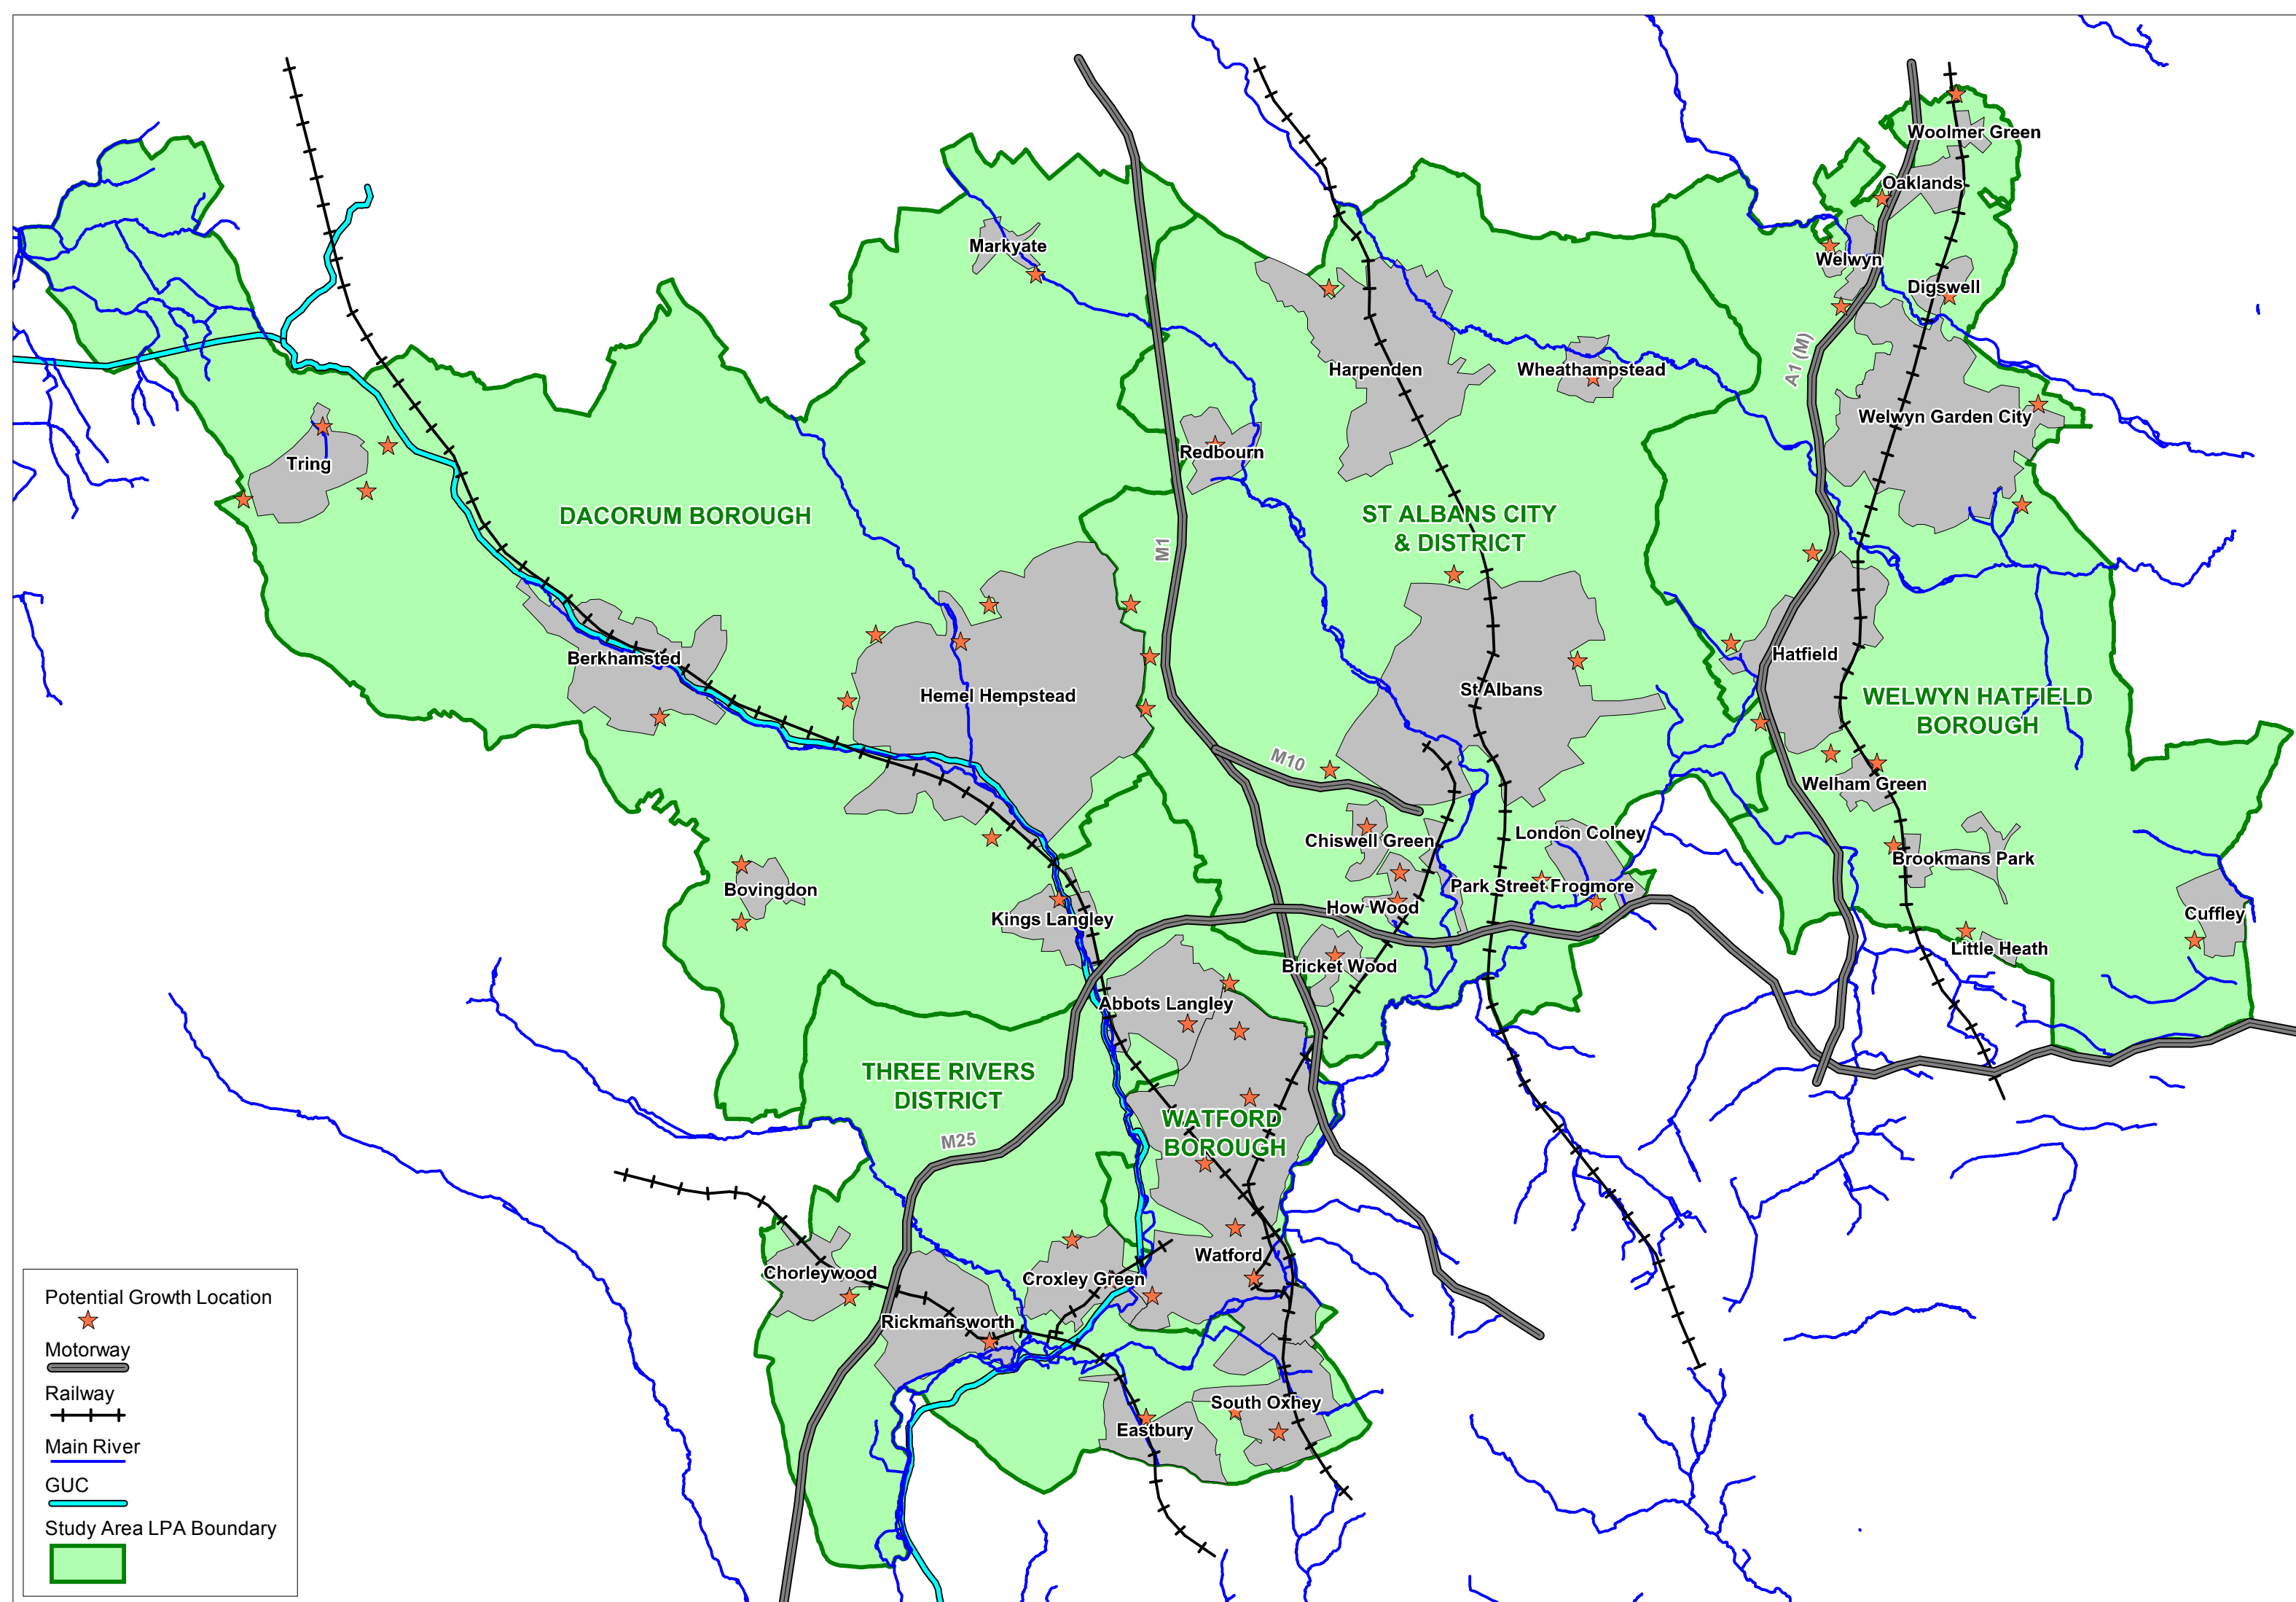 Woolmer Green
Oaklands
Markyate
Welwyn
Digswell
A1 (M)
Harpenden
Wheathampstead
Welwyn Garden City
Redbourn
Tring
DACORUM BOROUGH
ST ALBANS CITY
& DISTRICT
M1
Berkhamsted
Hatfield
Hemel Hempstead
St Albans
WELWYN HATFIELD
BOROUGH
M10
Welham Green
Chiswell Green
London Colney
Brookmans Park
Bovingdon
Park Street Frogmore
Kings Langley
How Wood
Cuffley
Little Heath
Bricket Wood
Abbots Langley
THREE RIVERS
DISTRICT
WATFORD
BOROUGH
M25
Watford
Chorleywood
Croxley Green
Rickmansworth
South Oxhey
Eastbury
Potential Growth Location
Motorway
Railway
Main River
GUC
Study Area LPA Boundary